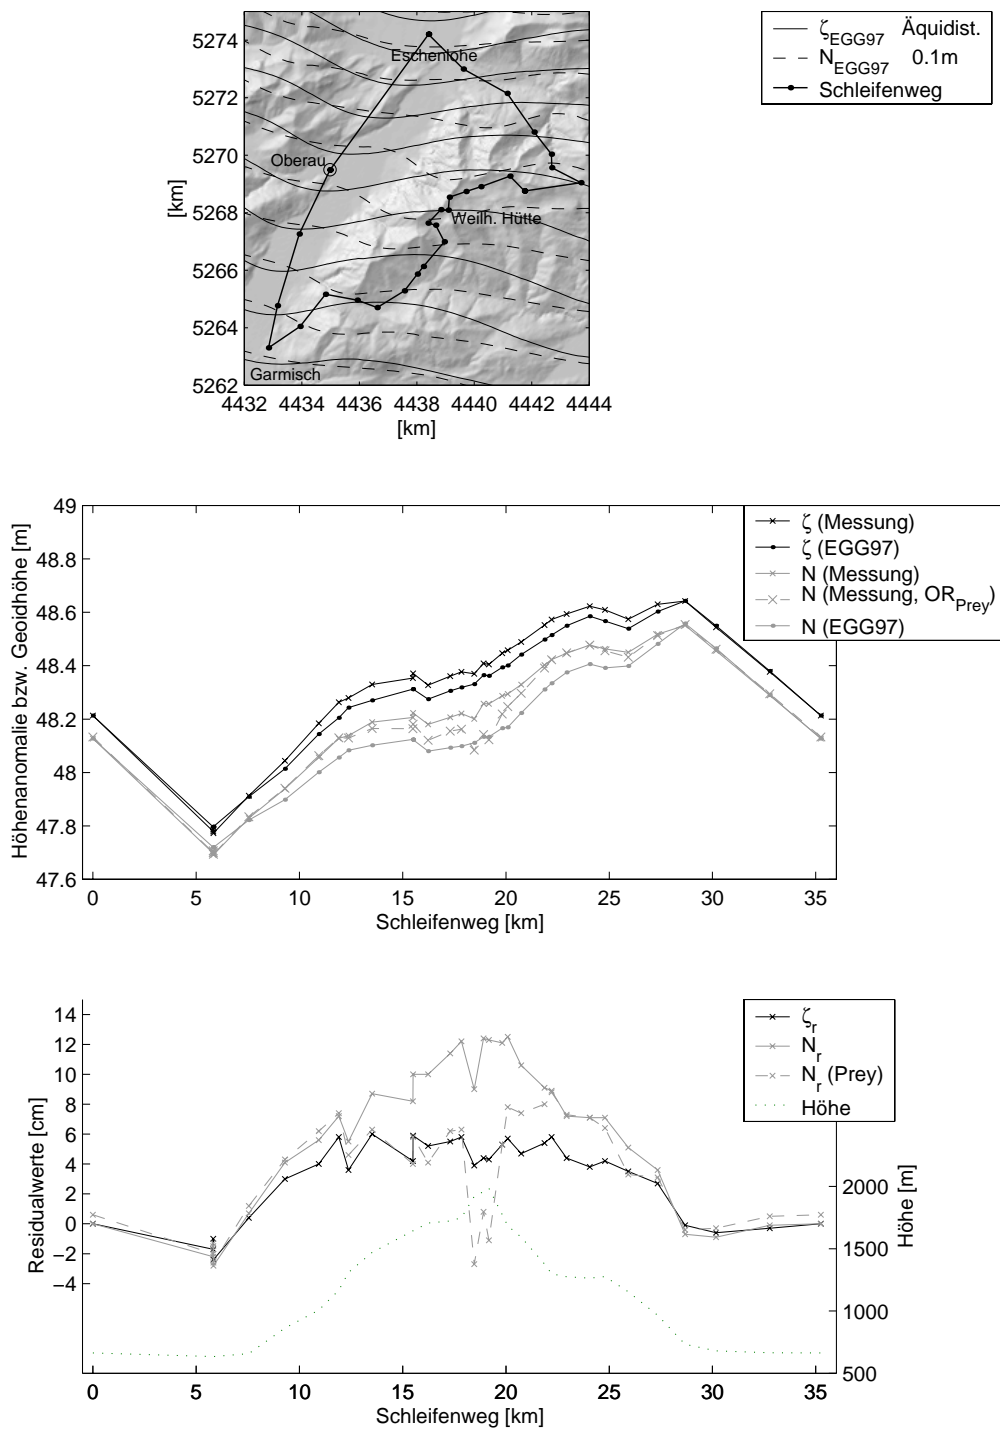 5274
5272
5270
5268
5266
5264
5262
[km]
4432 4434 4436 4438 4440 4442 4444
[km]
Eschenlohe
Oberau
Weilh. Hütte
Garmisch
ζEGG97 Äquidist.
NEGG97 0.1m
Schleifenweg
49
48.8
48.6
48.4
48.2
48
47.8
47.6
Höhenanomalie bzw. Geoidhöhe [m]
0 5 10 15 20 25 30 35
Schleifenweg [km]
ζ (Messung)
ζ (EGG97)
N (Messung)
N (Messung, ORPrey)
N (EGG97)
14
12
10
8
6
4
2
0
−2
−4
Residualwerte [cm]
ζr
Nr
Nr (Prey)
Höhe
2000
1500
1000
500
Höhe [m]
0 5 10 15 20 25 30 35
Schleifenweg [km]